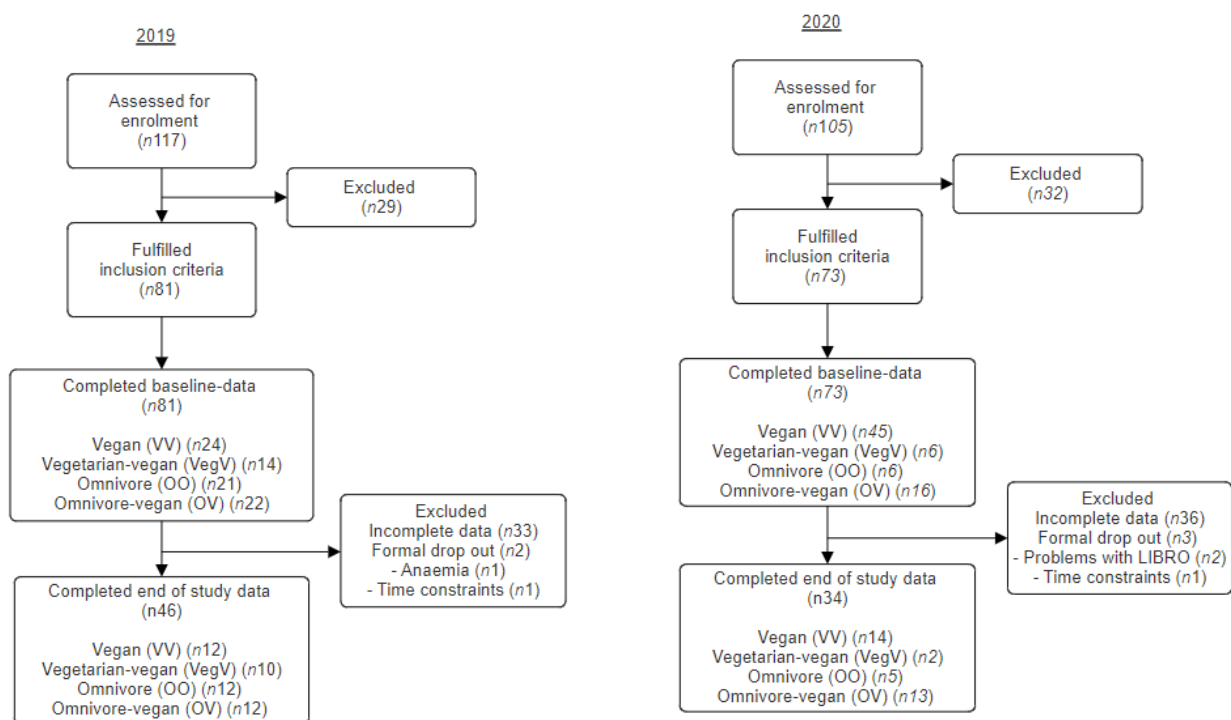 2019
Assessed for
enrolment
(n117)
Excluded
(n29)
Fulfilled
inclusion criteria
(n81)
Completed baseline-data
(n81)
Vegan (VV) (n24)
Vegetarian-vegan (VegV) (n14)
Omnivore (OO) (n21)
Omnivore-vegan (OV) (n22)
Excluded
Incomplete data (n33)
Formal drop out (n2)
- Anaemia (n1)
- Time constraints (n1)
Completed end of study data
(n46)
Vegan (VV) (n12)
Vegetarian-vegan (VegV) (n10)
Omnivore (OO) (n12)
Omnivore-vegan (OV) (n12)
2020
Assessed for
enrolment
(n105)
Excluded
(n32)
Fulfilled
inclusion criteria
(n73)
Completed baseline-data
(n73)
Vegan (VV) (n45)
Vegetarian-vegan (VegV) (n6)
Omnivore (OO) (n6)
Omnivore-vegan (OV) (n16)
Excluded
Incomplete data (n36)
Formal drop out (n3)
- Problems with LIBRO (n2)
- Time constraints (n1)
Completed end of study data
(n34)
Vegan (VV) (n14)
Vegetarian-vegan (VegV) (n2)
Omnivore (OO) (n5)
Omnivore-vegan (OV) (n13)